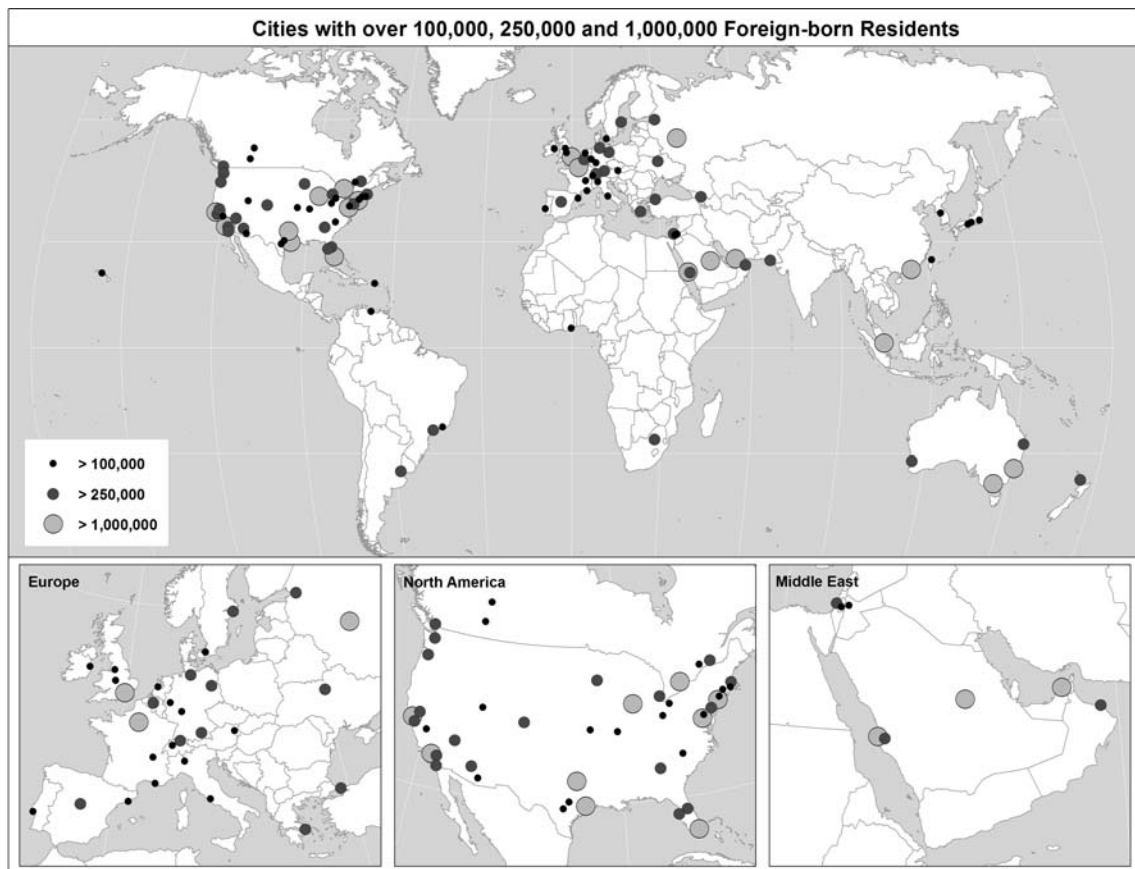 Cities with over 100,000, 250,000 and 1,000,000 Foreign-born Residents
> 100,000
> 250,000
> 1,000,000
Europe
North America
Middle East